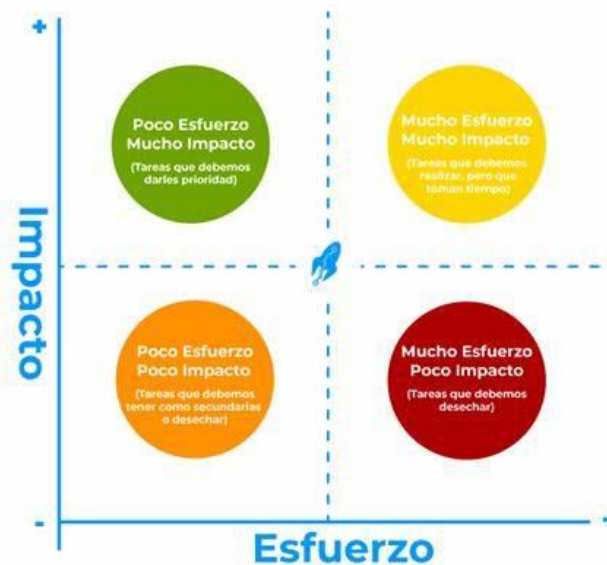 +
Poco Esfuerzo
Mucho Impacto
(Tareas que debemos
darles prioridad)
Mucho Esfuerzo
Mucho Impacto
(Tareas que debemos
realizar, pero que
toman tiempo)
Impacto
Poco Esfuerzo
Poco Impacto
(Tareas que debemos
tener como secundarias
o desechar)
Mucho Esfuerzo
Poco Impacto
(Tareas que debemos
desechar)
-
Esfuerzo